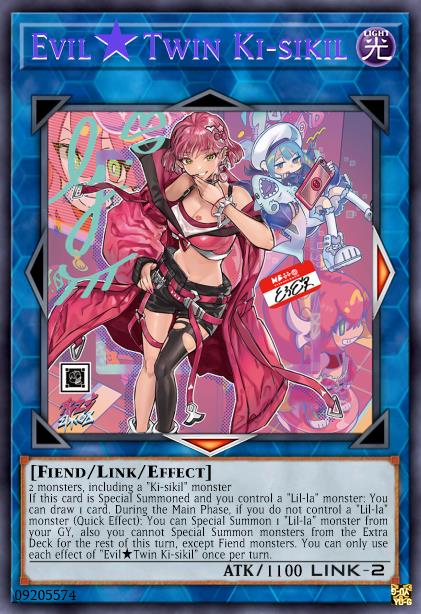 EVIL★TWIN KI-SIKIL
LIGHT
光
[FIEND/LINK/EFFECT]
2 monsters, including a "Ki-sikil" monster
If this card is Special Summoned and you control a "Lil-la" monster: You
can draw 1 card. During the Main Phase, if you do not control a "Lil-la"
monster (Quick Effect): You can Special Summon 1 "Lil-la" monster from
your GY, also you cannot Special Summon monsters from the Extra
Deck for the rest of this turn, except Fiend monsters. You can only use
each effect of "Evil★Twin Ki-sikil" once per turn.
ATK/1100 LINK-2
09205574